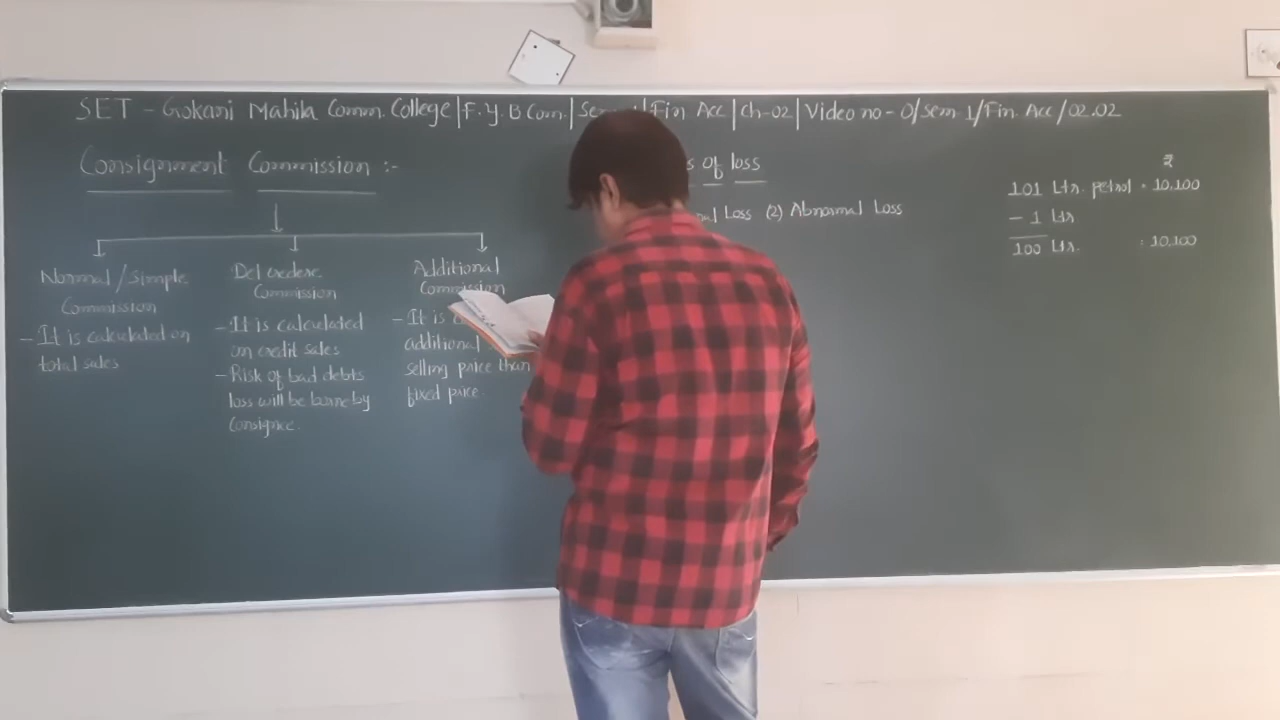 SET - Gokani Mahila Comm. College | F. Y. B Com. | Fin Acc | Ch-02 | Video no - 0/Sem 1/Fin. Acc/02.02
Consignment Commission :-
Normal / Simple
Commission
- It is calculated on
total sales
Del credere
Commission
- It is calculated
on credit sales
- Risk of bad debts
loss will be borne by
Consignee.
Additional
Commission
- It is
additional
selling price than
fixed price.
of loss
Loss (2) Abnormal Loss
₹
101 Ltr. petrol = 10,100
- 1 Ltr
100 Ltr. : 10,100